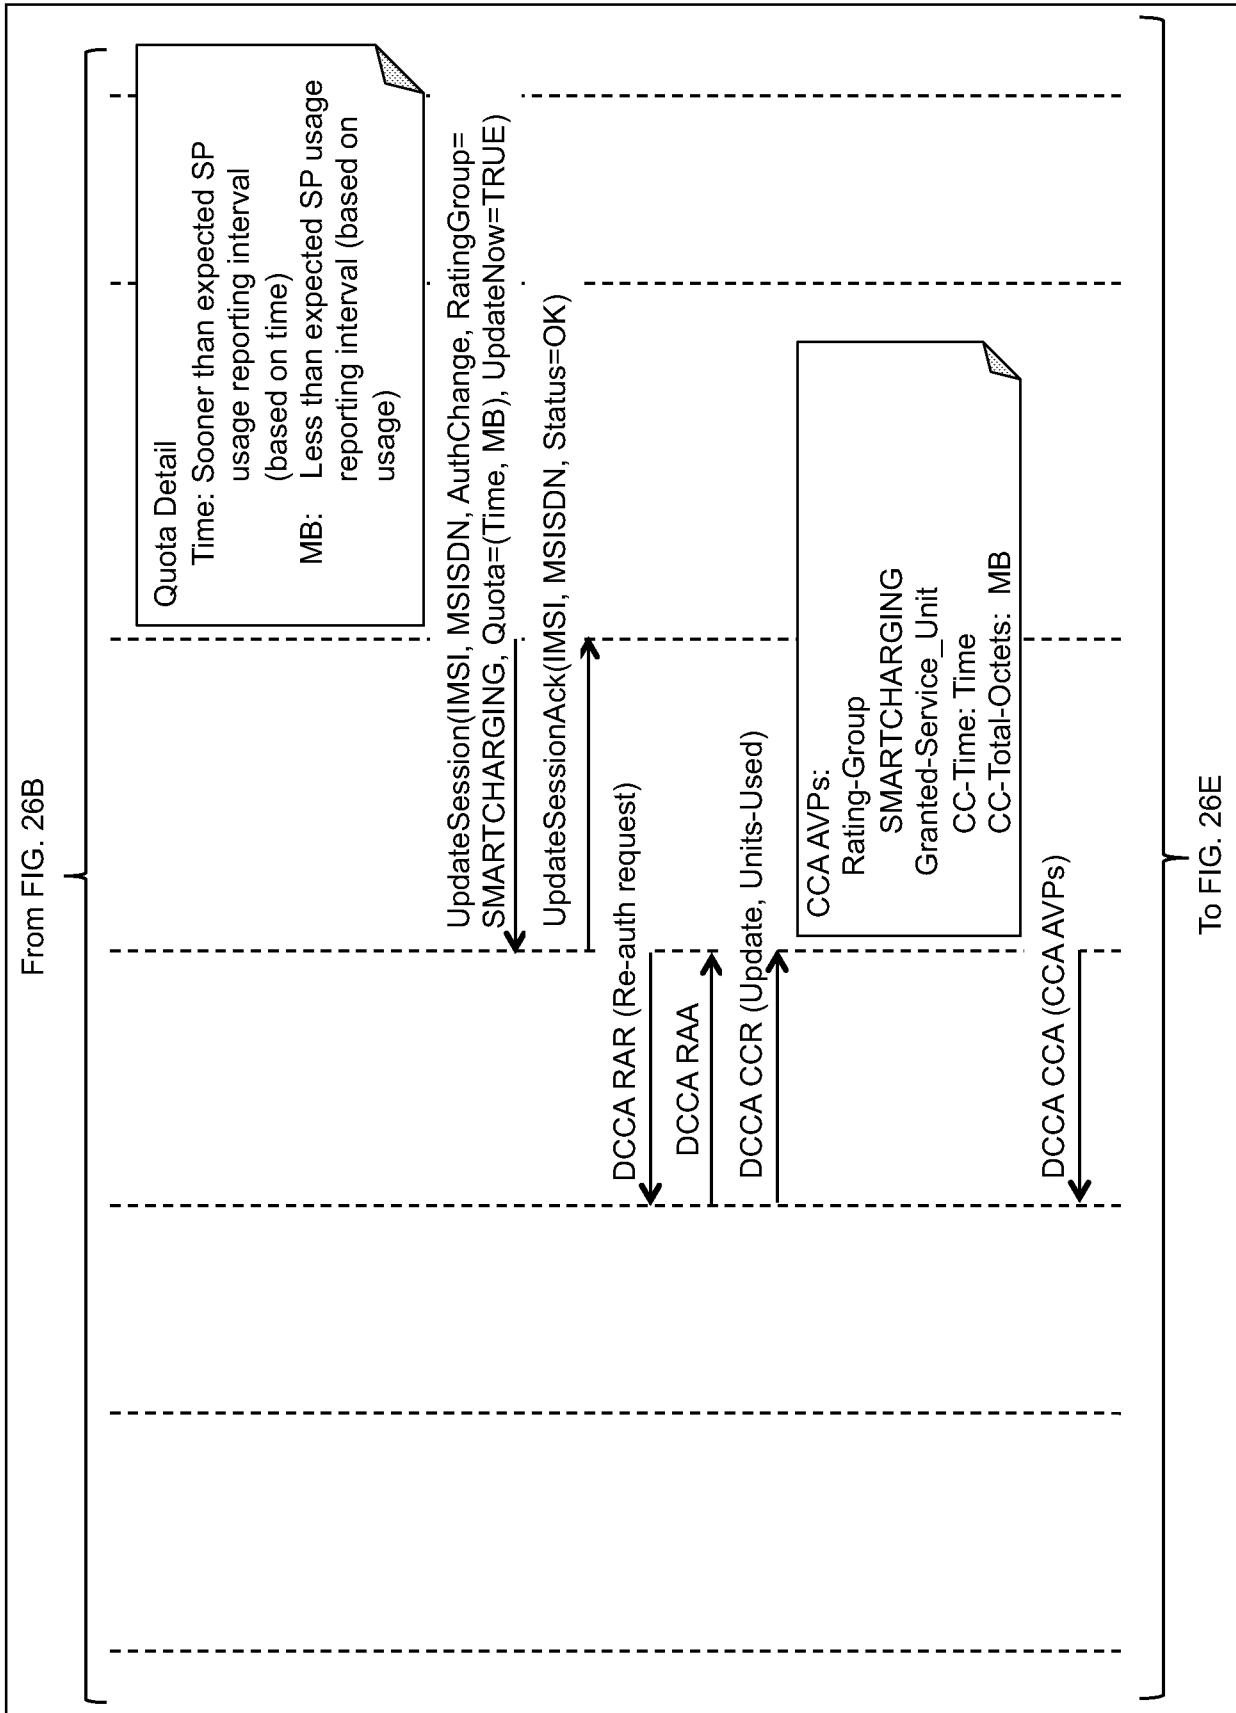 From FIG. 26B
Quota Detail
Time: Sooner than expected SP
usage reporting interval
(based on time)
MB: Less than expected SP usage
reporting interval (based on
usage)
UpdateSession(IMSI, MSISDN, AuthChange, RatingGroup=
SMARTCHARGING, Quota=(Time, MB), UpdateNow=TRUE)
UpdateSessionAck(IMSI, MSISDN, Status=OK)
DCCA RAR (Re-auth request)
DCCA RAA
DCCA CCR (Update, Units-Used)
CCA AVPs:
Rating-Group
SMARTCHARGING
Granted-Service_Unit
CC-Time: Time
CC-Total-Octets: MB
DCCA CCA (CCA AVPs)
To FIG. 26E